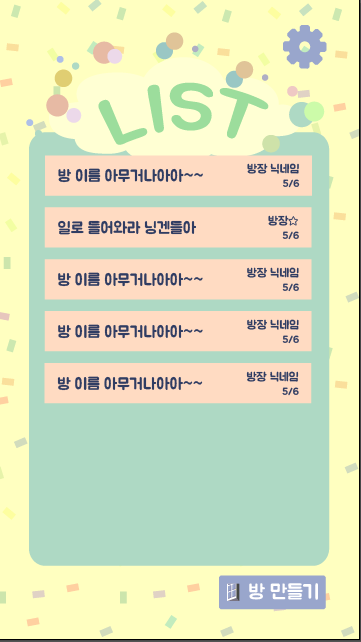 LIST
방 이름 아무거나아아~~
방장 닉네임
5/6
일로 들어와라 닝겐들아
방장☆
5/6
방 이름 아무거나아아~~
방장 닉네임
5/6
방 이름 아무거나아아~~
방장 닉네임
5/6
방 이름 아무거나아아~~
방장 닉네임
5/6
방 만들기